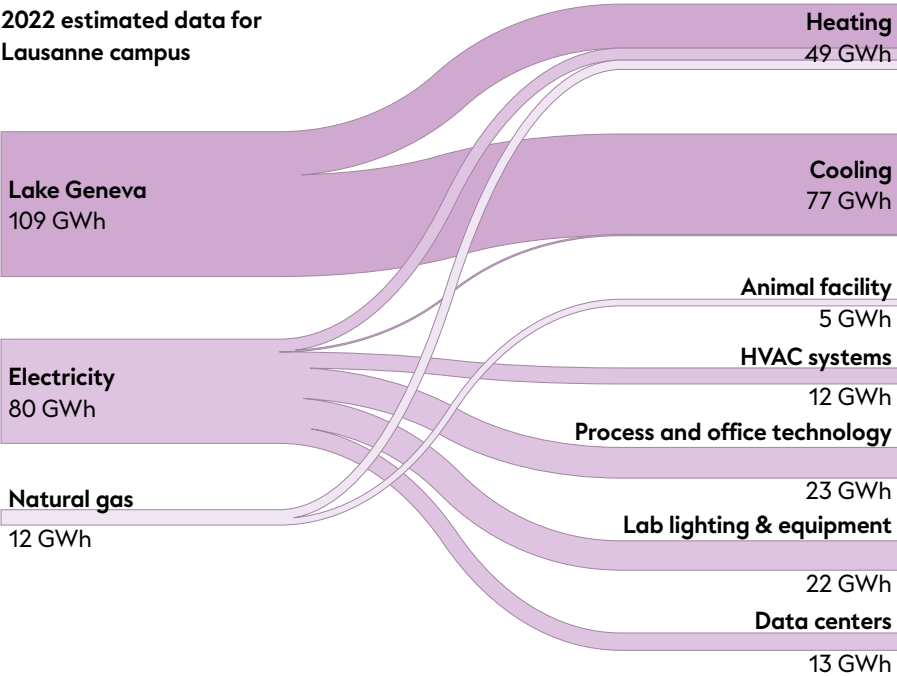 2022 estimated data for
Lausanne campus
Lake Geneva
109 GWh
Electricity
80 GWh
Natural gas
12 GWh
Heating
49 GWh
Cooling
77 GWh
Animal facility
5 GWh
HVAC systems
12 GWh
Process and office technology
23 GWh
Lab lighting & equipment
22 GWh
Data centers
13 GWh